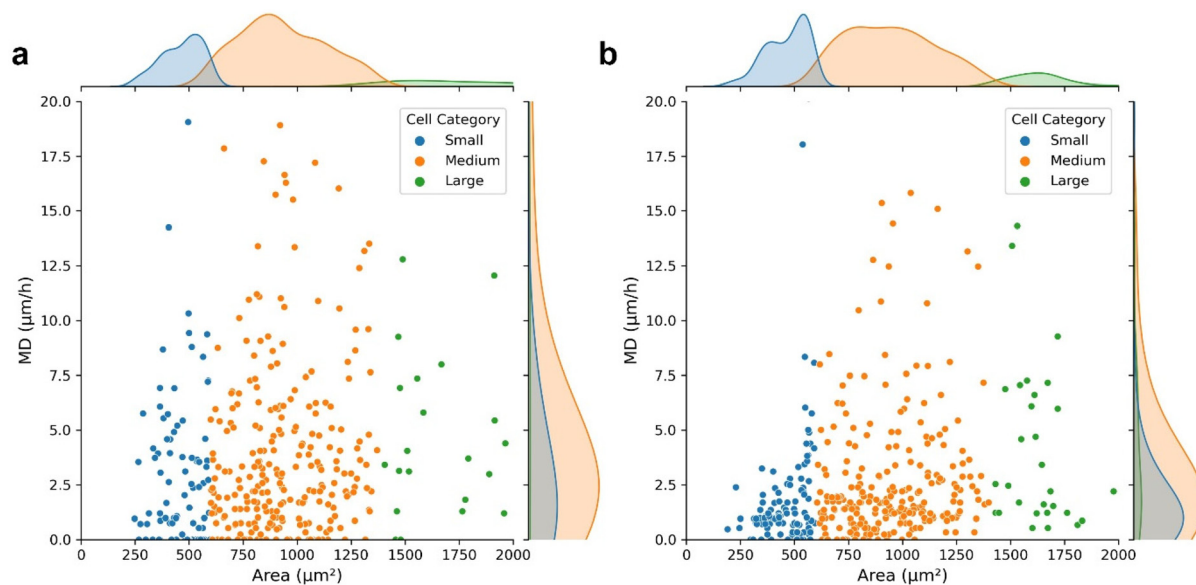 a
b
Cell Category
Small
Medium
Large
20.0
17.5
15.0
12.5
10.0
7.5
5.0
2.5
0.0
MD (μm/h)
0
250
500
750
1000
1250
1500
1750
2000
Area (μm²)
Cell Category
Small
Medium
Large
20.0
17.5
15.0
12.5
10.0
7.5
5.0
2.5
0.0
MD (μm/h)
0
250
500
750
1000
1250
1500
1750
2000
Area (μm²)